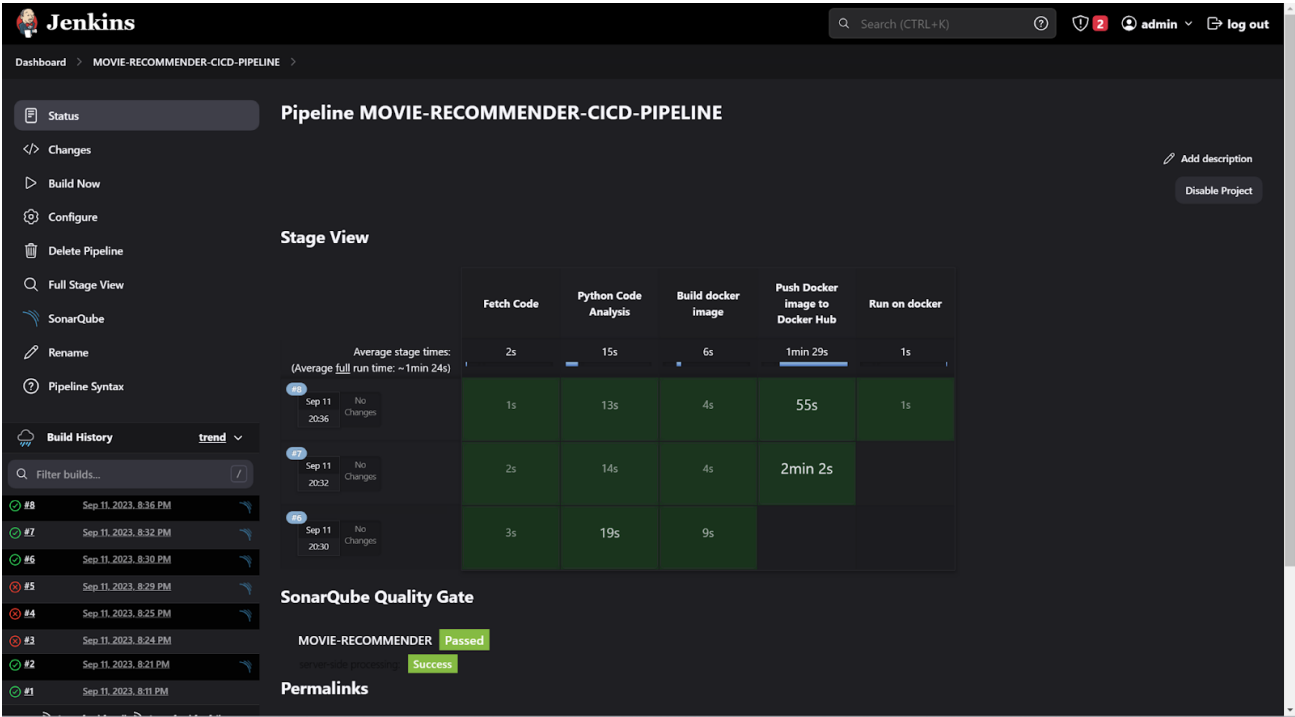 Jenkins
Search (CTRL+K)
2
admin
log out
Dashboard
MOVIE-RECOMMENDER-CICD-PIPELINE
Status
Changes
Build Now
Configure
Delete Pipeline
Full Stage View
SonarQube
Rename
Pipeline Syntax
Build History
trend
Filter builds...
/
#8 Sep 11, 2023, 8:36 PM
#7 Sep 11, 2023, 8:32 PM
#6 Sep 11, 2023, 8:30 PM
#5 Sep 11, 2023, 8:29 PM
#4 Sep 11, 2023, 8:25 PM
#3 Sep 11, 2023, 8:24 PM
#2 Sep 11, 2023, 8:21 PM
#1 Sep 11, 2023, 8:11 PM
Pipeline MOVIE-RECOMMENDER-CICD-PIPELINE
Add description
Disable Project
Stage View
Fetch Code
Python Code
Analysis
Build docker
image
Push Docker
image to
Docker Hub
Run on docker
Average stage times:
(Average full run time: ~1min 24s)
2s 15s 6s 1min 29s 1s
#8
Sep 11
20:36
No
Changes
1s 13s 4s 55s 1s
#7
Sep 11
20:32
No
Changes
2s 14s 4s 2min 2s
#6
Sep 11
20:30
No
Changes
3s 19s 9s
SonarQube Quality Gate
MOVIE-RECOMMENDER Passed
server-side processing: Success
Permalinks